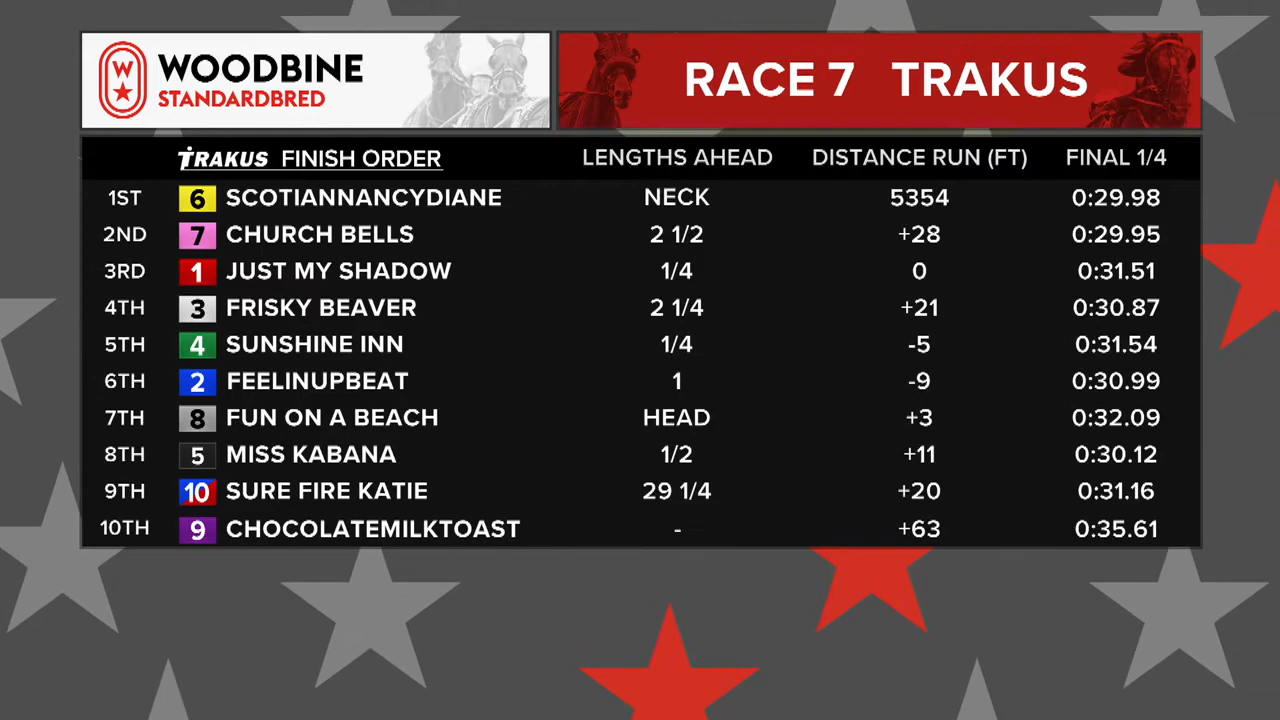 W
WOODBINE
STANDARDBRED
RACE 7 TRAKUS
TRAKUS FINISH ORDER LENGTHS AHEAD DISTANCE RUN (FT) FINAL 1/4
1ST 6 SCOTIANNANCYDIANE NECK 5354 0:29.98
2ND 7 CHURCH BELLS 2 1/2 +28 0:29.95
3RD 1 JUST MY SHADOW 1/4 0 0:31.51
4TH 3 FRISKY BEAVER 2 1/4 +21 0:30.87
5TH 4 SUNSHINE INN 1/4 -5 0:31.54
6TH 2 FEELINUPBEAT 1 -9 0:30.99
7TH 8 FUN ON A BEACH HEAD +3 0:32.09
8TH 5 MISS KABANA 1/2 +11 0:30.12
9TH 10 SURE FIRE KATIE 29 1/4 +20 0:31.16
10TH 9 CHOCOLATEMILKTOAST - +63 0:35.61